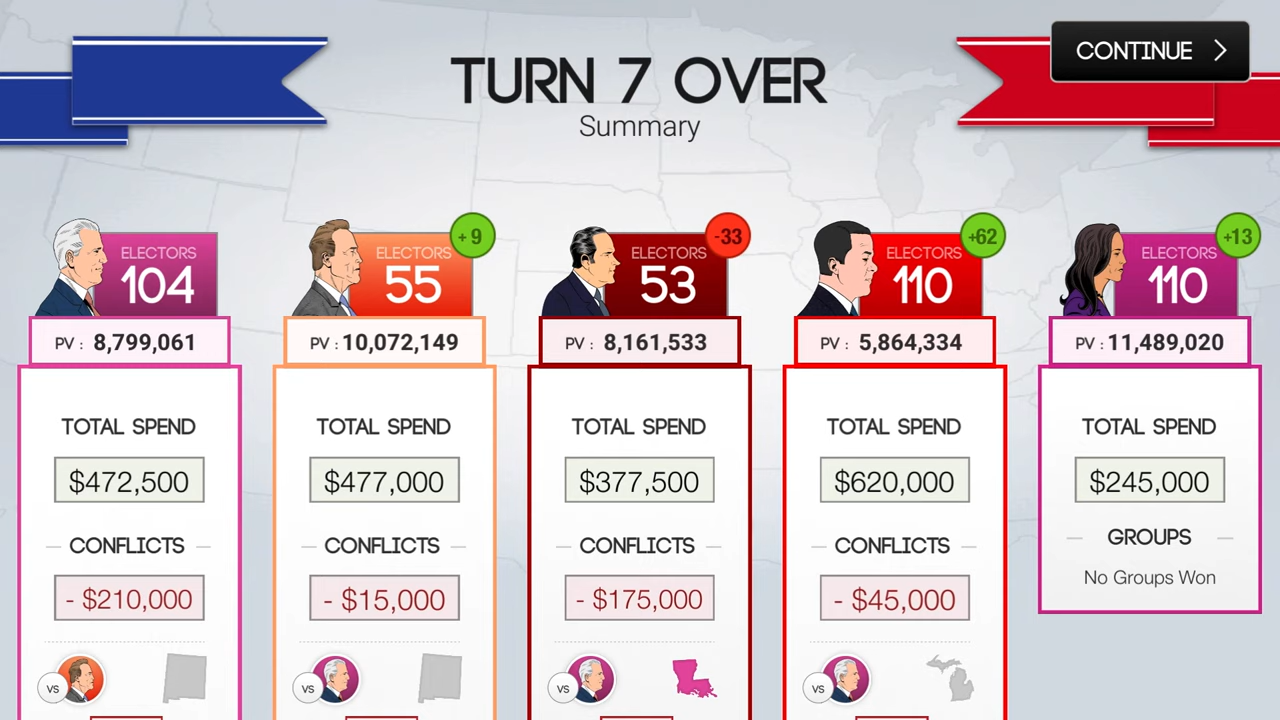 CONTINUE
TURN 7 OVER
Summary
ELECTORS
104
PV : 8,799,061
TOTAL SPEND
$472,500
CONFLICTS
- $210,000
VS
+ 9
ELECTORS
55
PV : 10,072,149
TOTAL SPEND
$477,000
CONFLICTS
- $15,000
VS
-33
ELECTORS
53
PV : 8,161,533
TOTAL SPEND
$377,500
CONFLICTS
- $175,000
VS
+62
ELECTORS
110
PV : 5,864,334
TOTAL SPEND
$620,000
CONFLICTS
- $45,000
VS
+13
ELECTORS
110
PV : 11,489,020
TOTAL SPEND
$245,000
GROUPS
No Groups Won